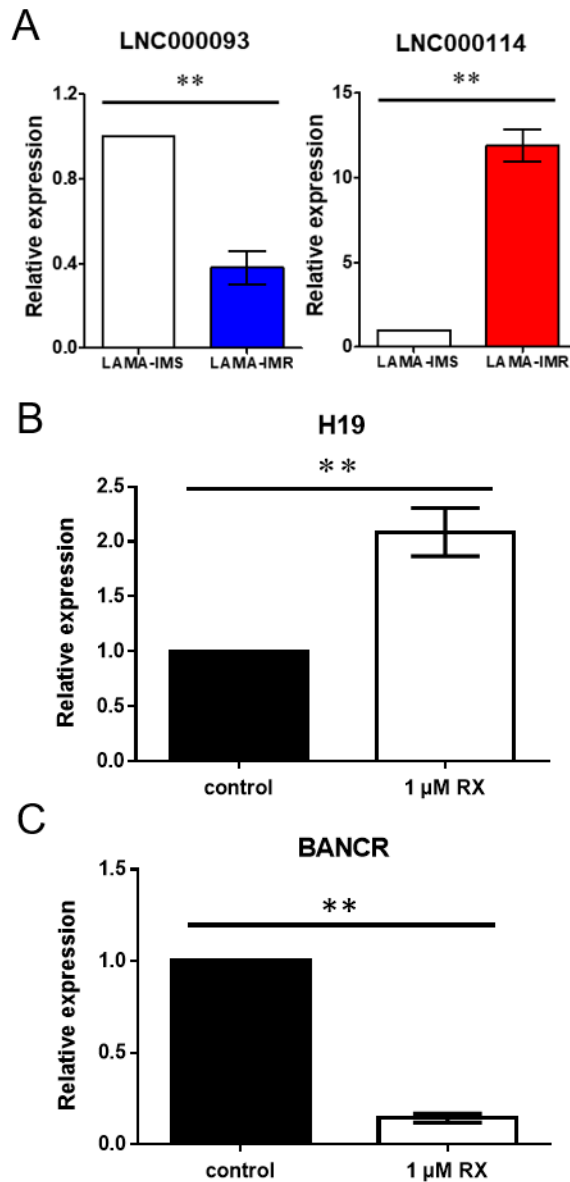 A
LNC000093
LNC000114
**
**
Relative expression
1.2
0.8
0.4
0.0
LAMA-IMS
LAMA-IMR
Relative expression
15
10
5
0
LAMA-IMS
LAMA-IMR
B
H19
**
Relative expression
2.5
2.0
1.5
1.0
0.5
0.0
control
1 µM RX
C
BANCR
**
Relative expression
1.5
1.0
0.5
0.0
control
1 µM RX